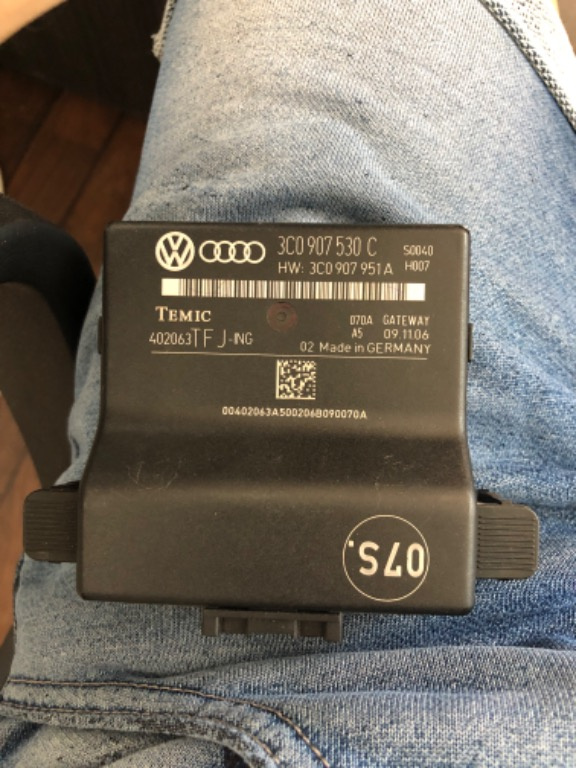 3C0 907 530 C S0040
HW: 3C0 907 951 A H007
TEMIC 070A GATEWAY
402063TFJ-ING A5 09.11.06
02 Made in GERMANY
00402063A500206B090070A
07S.